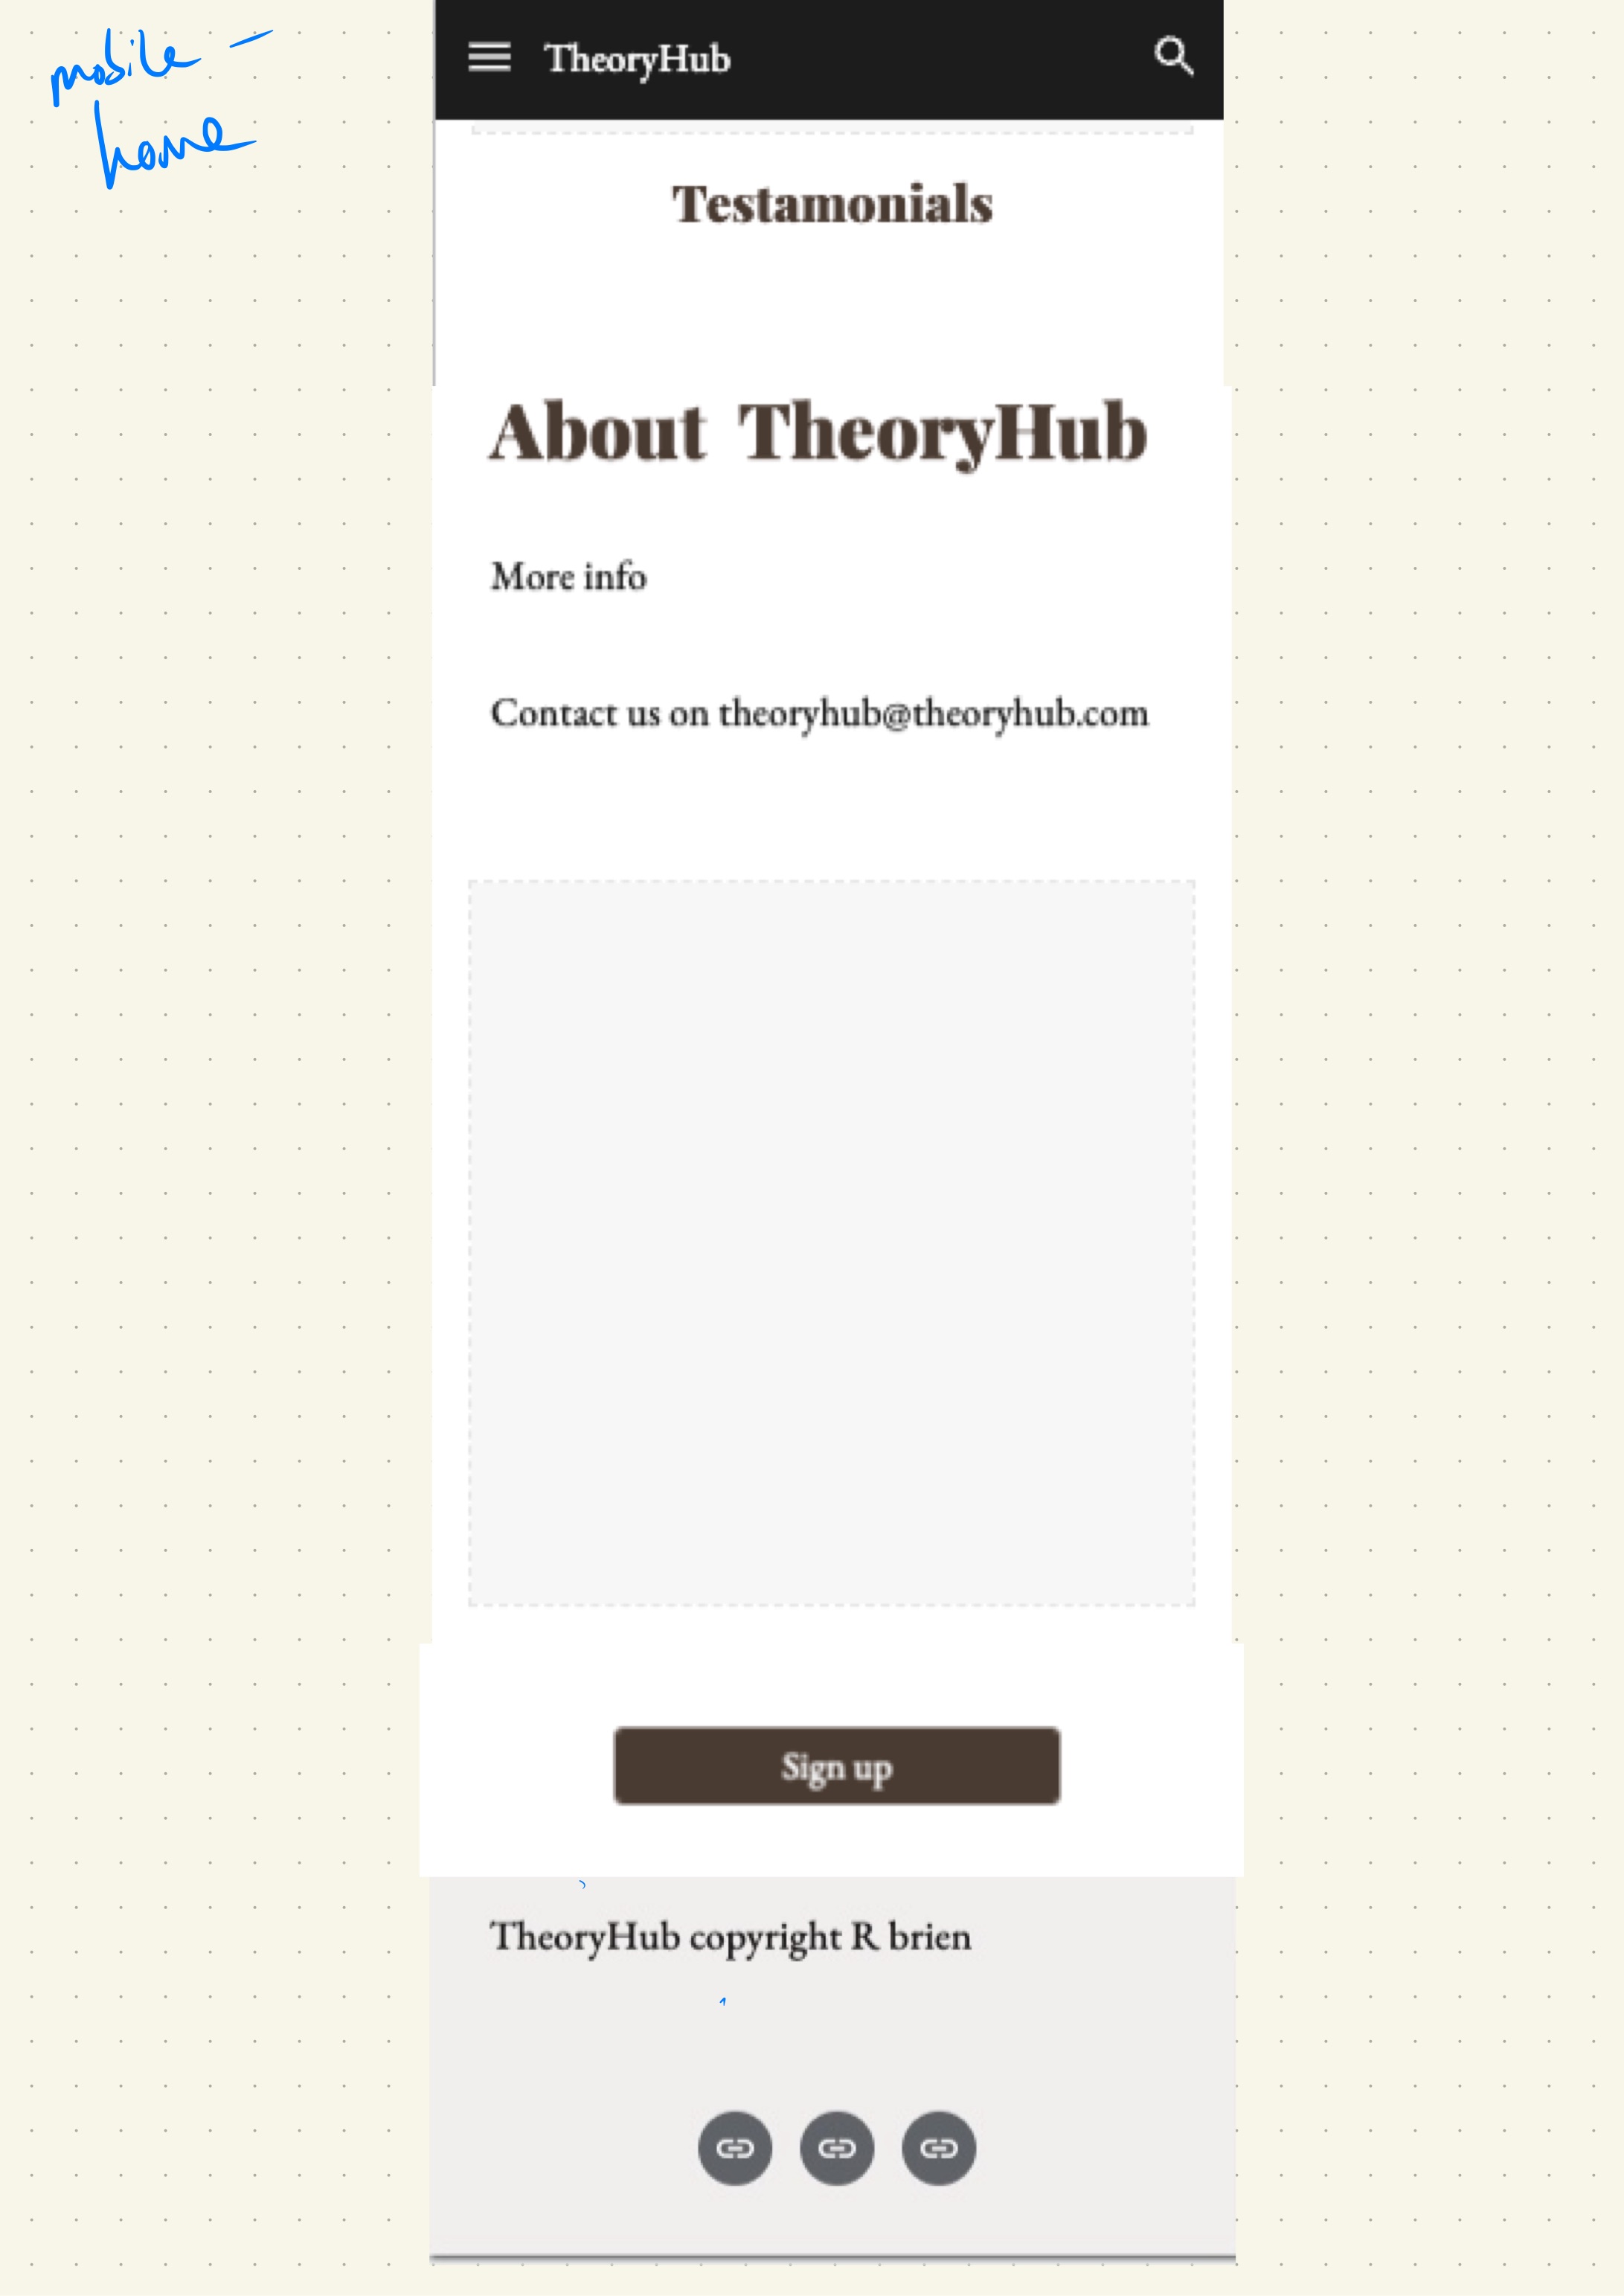 mobile -
home
TheoryHub
Testamonials
About TheoryHub
More info
Contact us on theoryhub@theoryhub.com
Sign up
TheoryHub copyright R brien